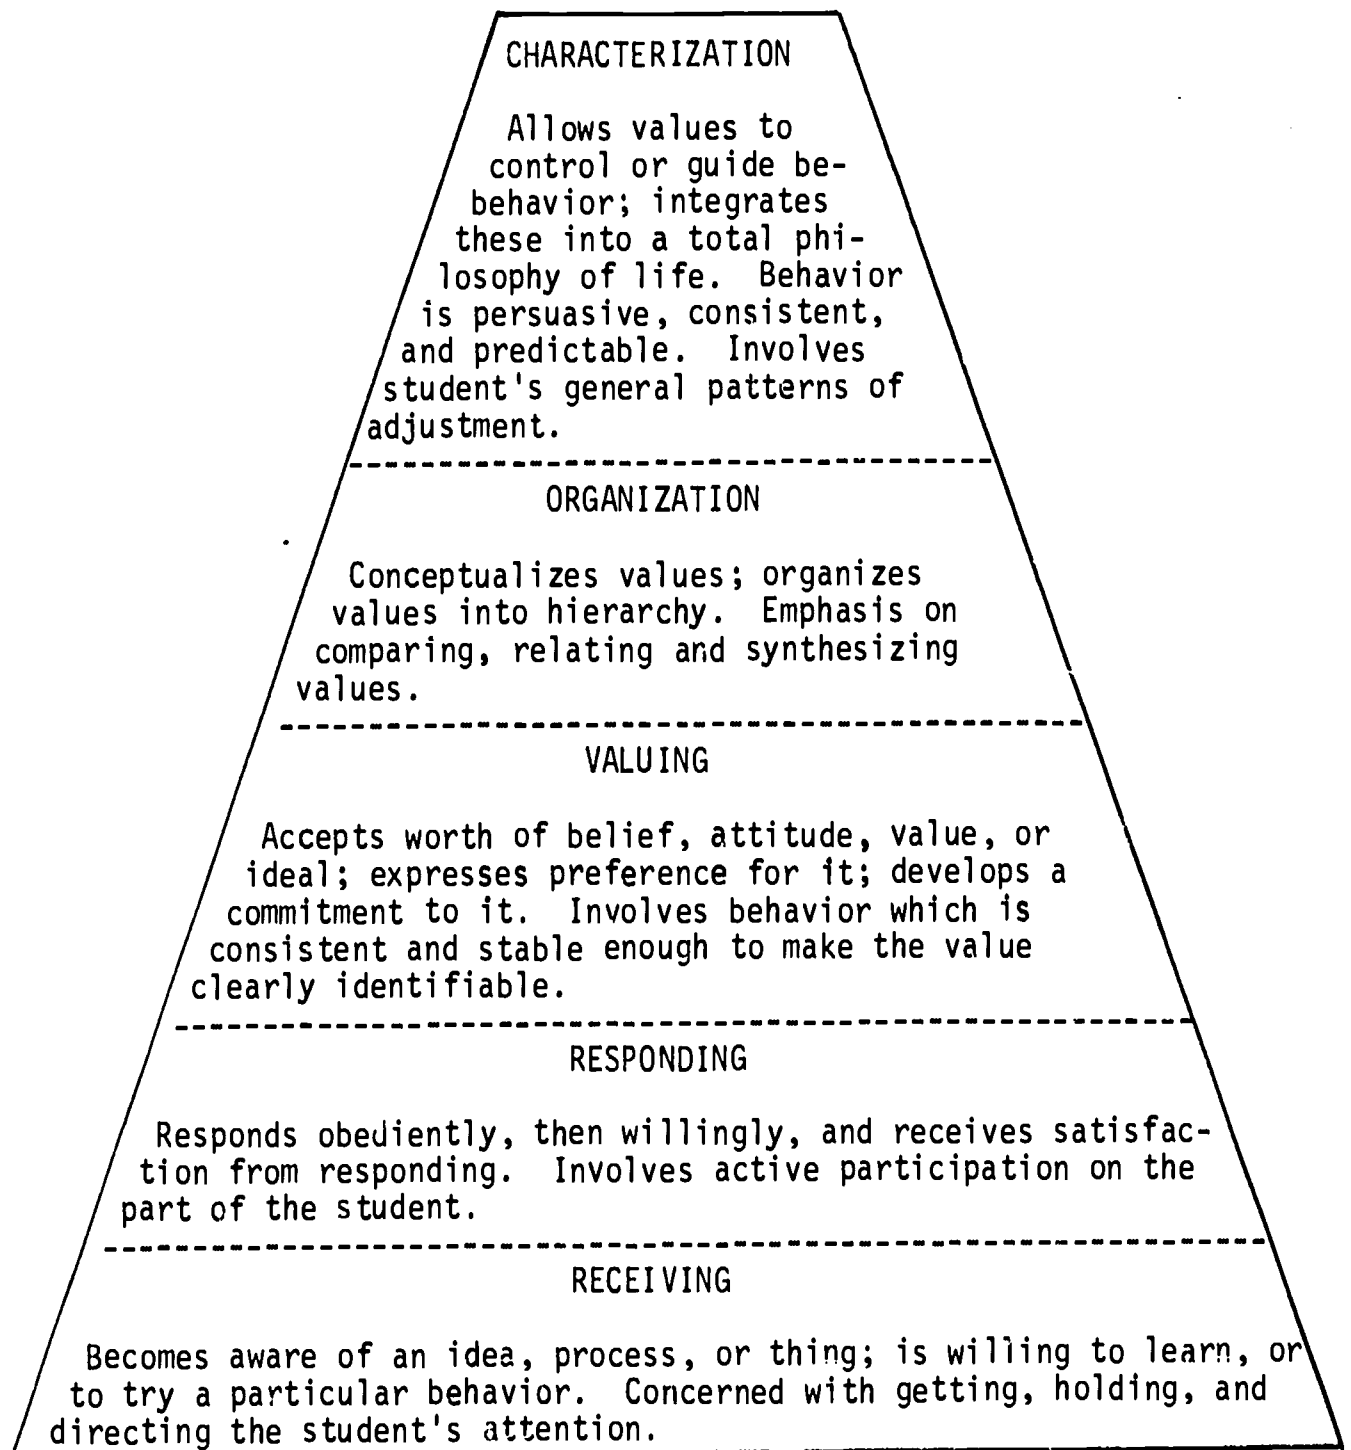 CHARACTERIZATION
Allows values to
control or guide be-
behavior; integrates
these into a total phi-
losophy of life. Behavior
is persuasive, consistent,
and predictable. Involves
student's general patterns of
adjustment.
ORGANIZATION
Conceptualizes values; organizes
values into hierarchy. Emphasis on
comparing, relating and synthesizing
values.
VALUING
Accepts worth of belief, attitude, value, or
ideal; expresses preference for it; develops a
commitment to it. Involves behavior which is
consistent and stable enough to make the value
clearly identifiable.
RESPONDING
Responds obediently, then willingly, and receives satisfac-
tion from responding. Involves active participation on the
part of the student.
RECEIVING
Becomes aware of an idea, process, or thing; is willing to learn, or
to try a particular behavior. Concerned with getting, holding, and
directing the student's attention.